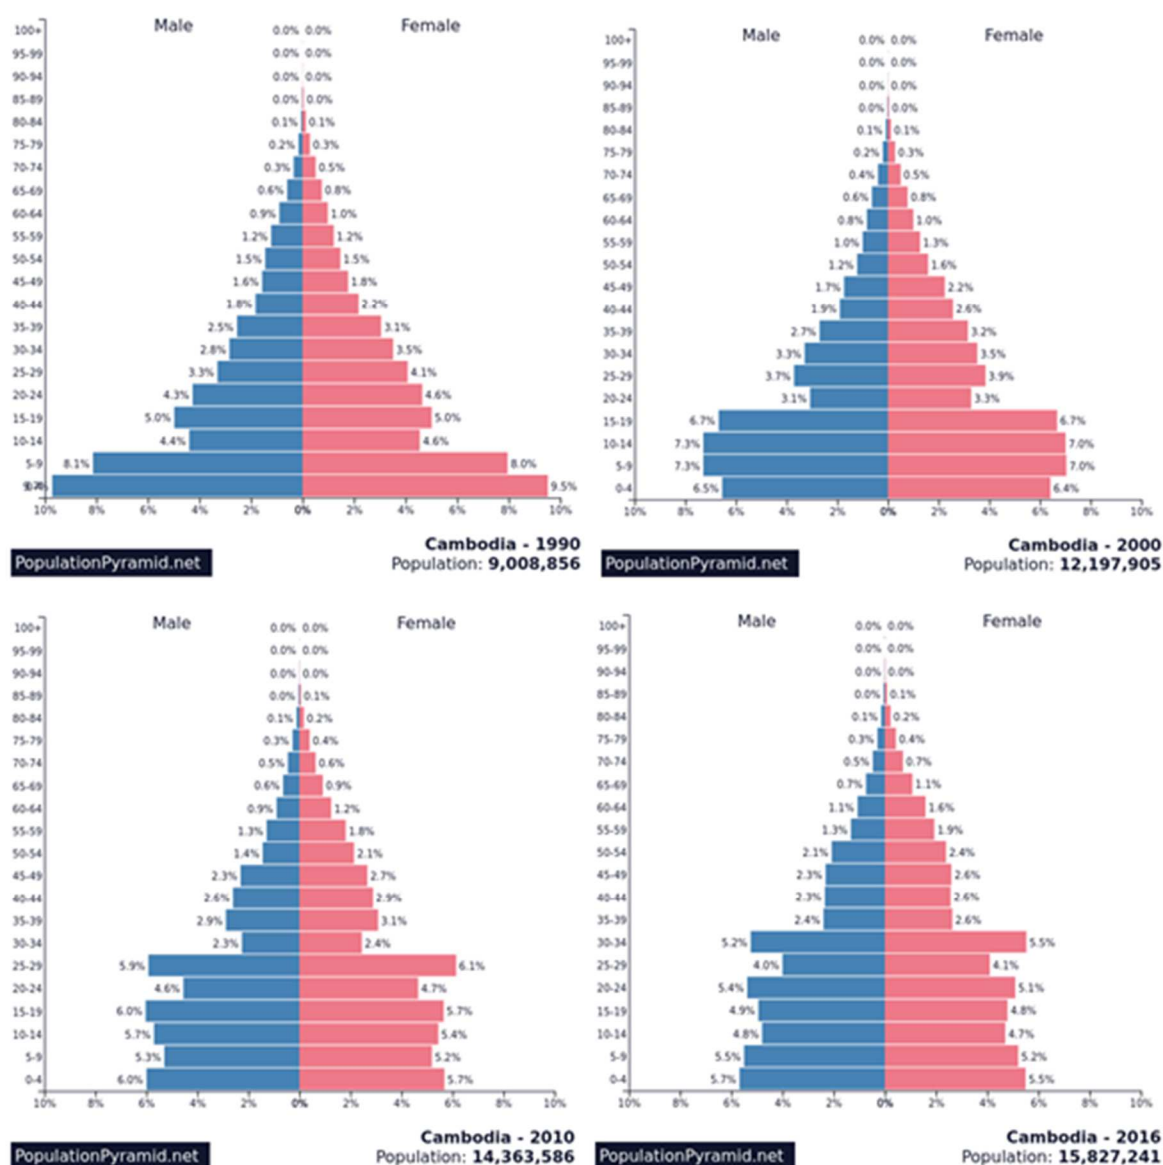 Male Female
100+ 0.0% 0.0%
95-99 0.0% 0.0%
90-94 0.0% 0.0%
85-89 0.0% 0.0%
80-84 0.1% 0.1%
75-79 0.2% 0.3%
70-74 0.3% 0.5%
65-69 0.6% 0.8%
60-64 0.9% 1.0%
55-59 1.2% 1.2%
50-54 1.5% 1.5%
45-49 1.6% 1.8%
40-44 1.8% 2.2%
35-39 2.5% 3.1%
30-34 2.8% 3.5%
25-29 3.3% 4.1%
20-24 4.3% 4.6%
15-19 5.0% 5.0%
10-14 4.4% 4.6%
5-9 8.1% 8.0%
9.5%
10% 8% 6% 4% 2% 0% 2% 4% 6% 8% 10%
Cambodia - 1990
PopulationPyramid.net Population: 9,008,856
Male Female
100+ 0.0% 0.0%
95-99 0.0% 0.0%
90-94 0.0% 0.0%
85-89 0.0% 0.0%
80-84 0.1% 0.1%
75-79 0.2% 0.3%
70-74 0.4% 0.5%
65-69 0.6% 0.8%
60-64 0.8% 1.0%
55-59 1.0% 1.3%
50-54 1.2% 1.6%
45-49 1.7% 2.2%
40-44 1.9% 2.6%
35-39 2.7% 3.2%
30-34 3.3% 3.5%
25-29 3.7% 3.9%
20-24 3.1% 3.3%
15-19 6.7% 6.7%
10-14 7.3% 7.0%
5-9 7.3% 7.0%
0-4 6.5% 6.4%
10% 8% 6% 4% 2% 0% 2% 4% 6% 8% 10%
Cambodia - 2000
PopulationPyramid.net Population: 12,197,905
Male Female
100+ 0.0% 0.0%
95-99 0.0% 0.0%
90-94 0.0% 0.0%
85-89 0.0% 0.1%
80-84 0.1% 0.2%
75-79 0.3% 0.4%
70-74 0.5% 0.6%
65-69 0.6% 0.9%
60-64 0.9% 1.2%
55-59 1.3% 1.8%
50-54 1.4% 2.1%
45-49 2.3% 2.7%
40-44 2.6% 2.9%
35-39 2.9% 3.1%
30-34 2.3% 2.4%
25-29 5.9% 6.1%
20-24 4.6% 4.7%
15-19 6.0% 5.7%
10-14 5.7% 5.4%
5-9 5.3% 5.2%
0-4 6.0% 5.7%
10% 8% 6% 4% 2% 0% 2% 4% 6% 8% 10%
Cambodia - 2010
PopulationPyramid.net Population: 14,363,586
Male Female
100+ 0.0% 0.0%
95-99 0.0% 0.0%
90-94 0.0% 0.0%
85-89 0.0% 0.1%
80-84 0.1% 0.2%
75-79 0.3% 0.4%
70-74 0.5% 0.7%
65-69 0.7% 1.1%
60-64 1.1% 1.6%
55-59 1.3% 1.9%
50-54 2.1% 2.4%
45-49 2.3% 2.6%
40-44 2.3% 2.6%
35-39 2.4% 2.6%
30-34 5.2% 5.5%
25-29 4.0% 4.1%
20-24 5.4% 5.1%
15-19 4.9% 4.8%
10-14 4.8% 4.7%
5-9 5.5% 5.2%
0-4 5.7% 5.5%
10% 8% 6% 4% 2% 0% 2% 4% 6% 8% 10%
Cambodia - 2016
PopulationPyramid.net Population: 15,827,241